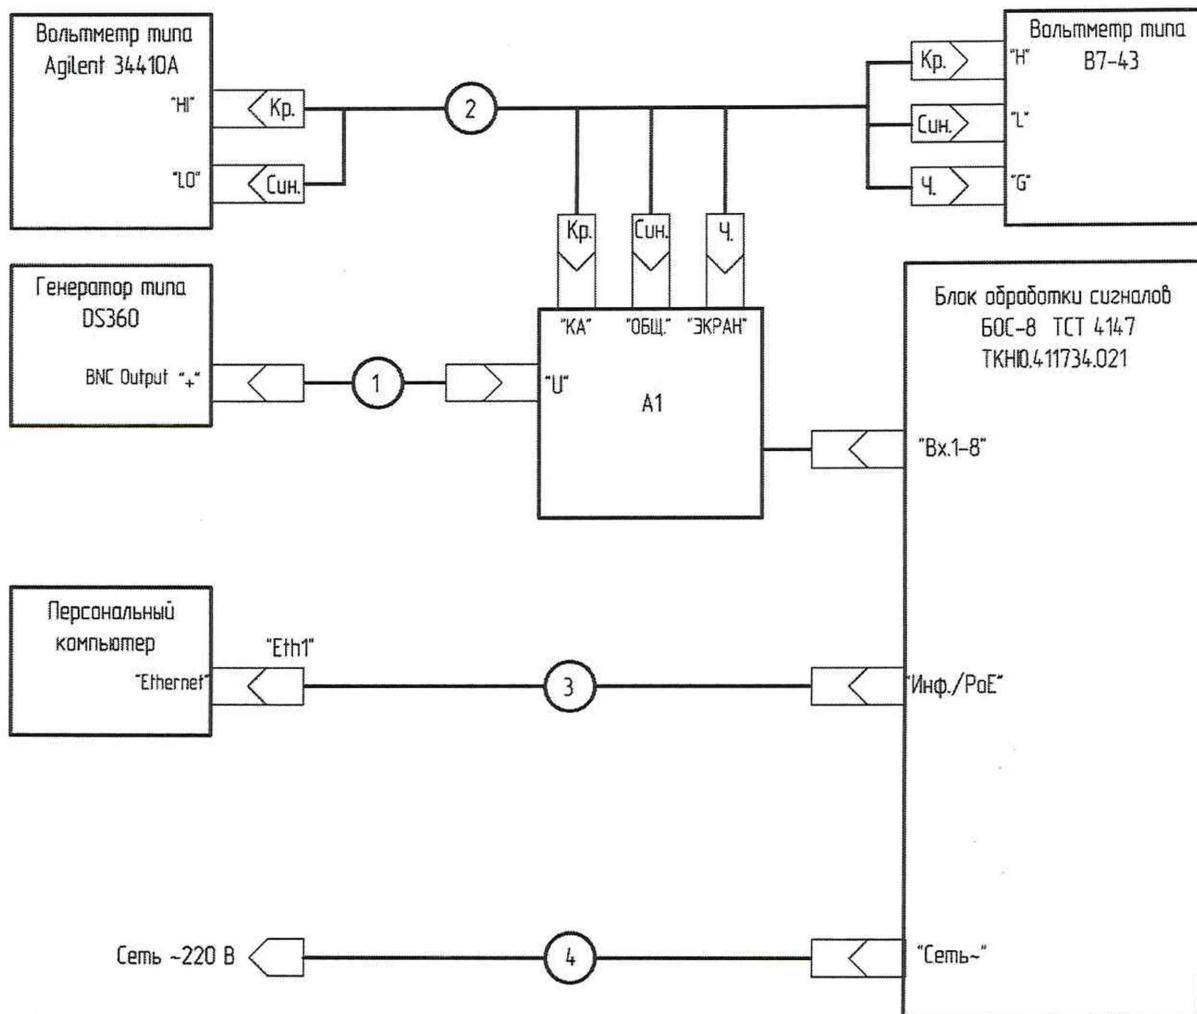 Вольтметр типа
Agilent 34410A
"HI"
Кр.
"LO"
Син.
2
Вольтметр типа
В7-43
Кр.
"H"
Син.
"L"
Ч.
"G"
Кр.
Син.
Ч.
Генератор типа
DS360
BNC Output "+"
1
"КА"
"ОБЩ."
"ЭКРАН"
"U"
А1
Блок обработки сигналов
БОС-8 ТСТ 4147
ТКНЮ.411734.021
"Вх.1-8"
Персональный
компьютер
"Ethernet"
"Eth1"
3
"Инф./PoE"
Сеть ~220 В
4
"Сеть~"